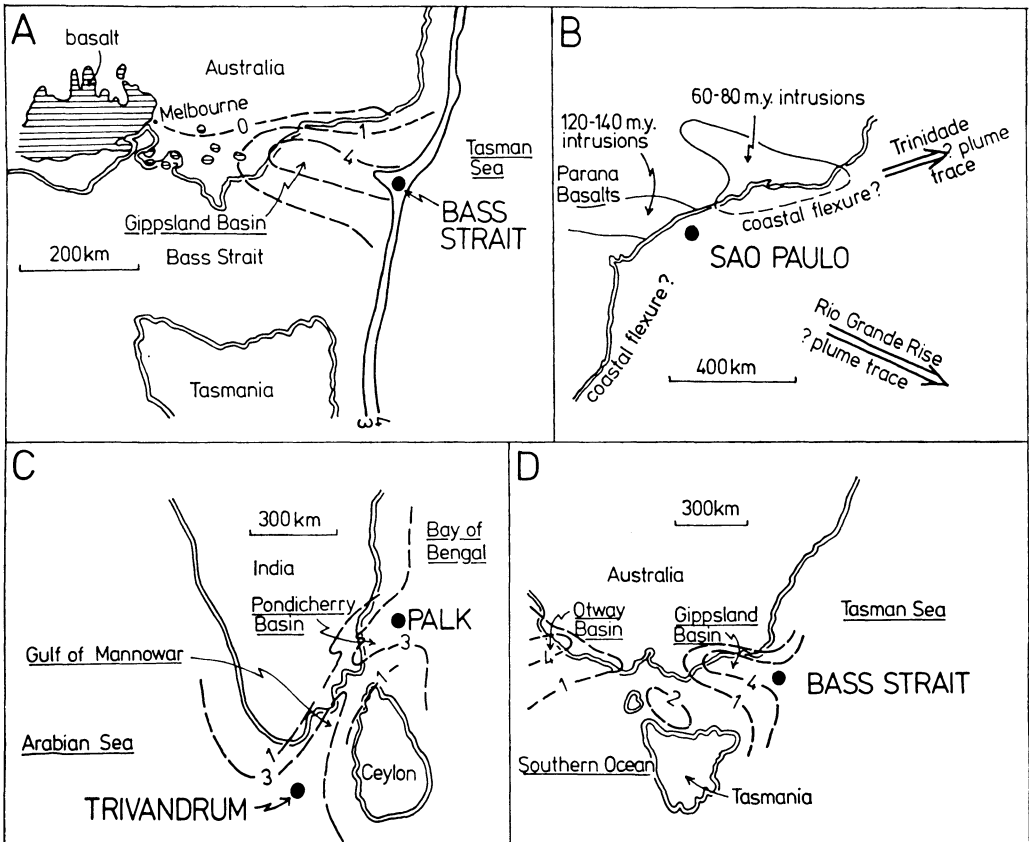 A
basalt
Australia
Melbourne
0
1
4
Tasman
Sea
Gippsland Basin
BASS
STRAIT
200km
Bass Strait
Tasmania
3
4
B
60-80 m.y. intrusions
120-140 m.y.
intrusions
Parana
Basalts
Trinidade
? plume
trace
coastal flexure?
SAO PAULO
coastal flexure?
Rio Grande Rise
? plume trace
400km
C
300km
Bay of
Bengal
India
Pondicherry
Basin
PALK
3
Gulf of Mannowar
1
Arabian Sea
1
3
Ceylon
TRIVANDRUM
D
300km
Australia
Otway
Basin
Gippsland
Basin
Tasman Sea
4
1
2
4
1
BASS STRAIT
Southern Ocean
Tasmania